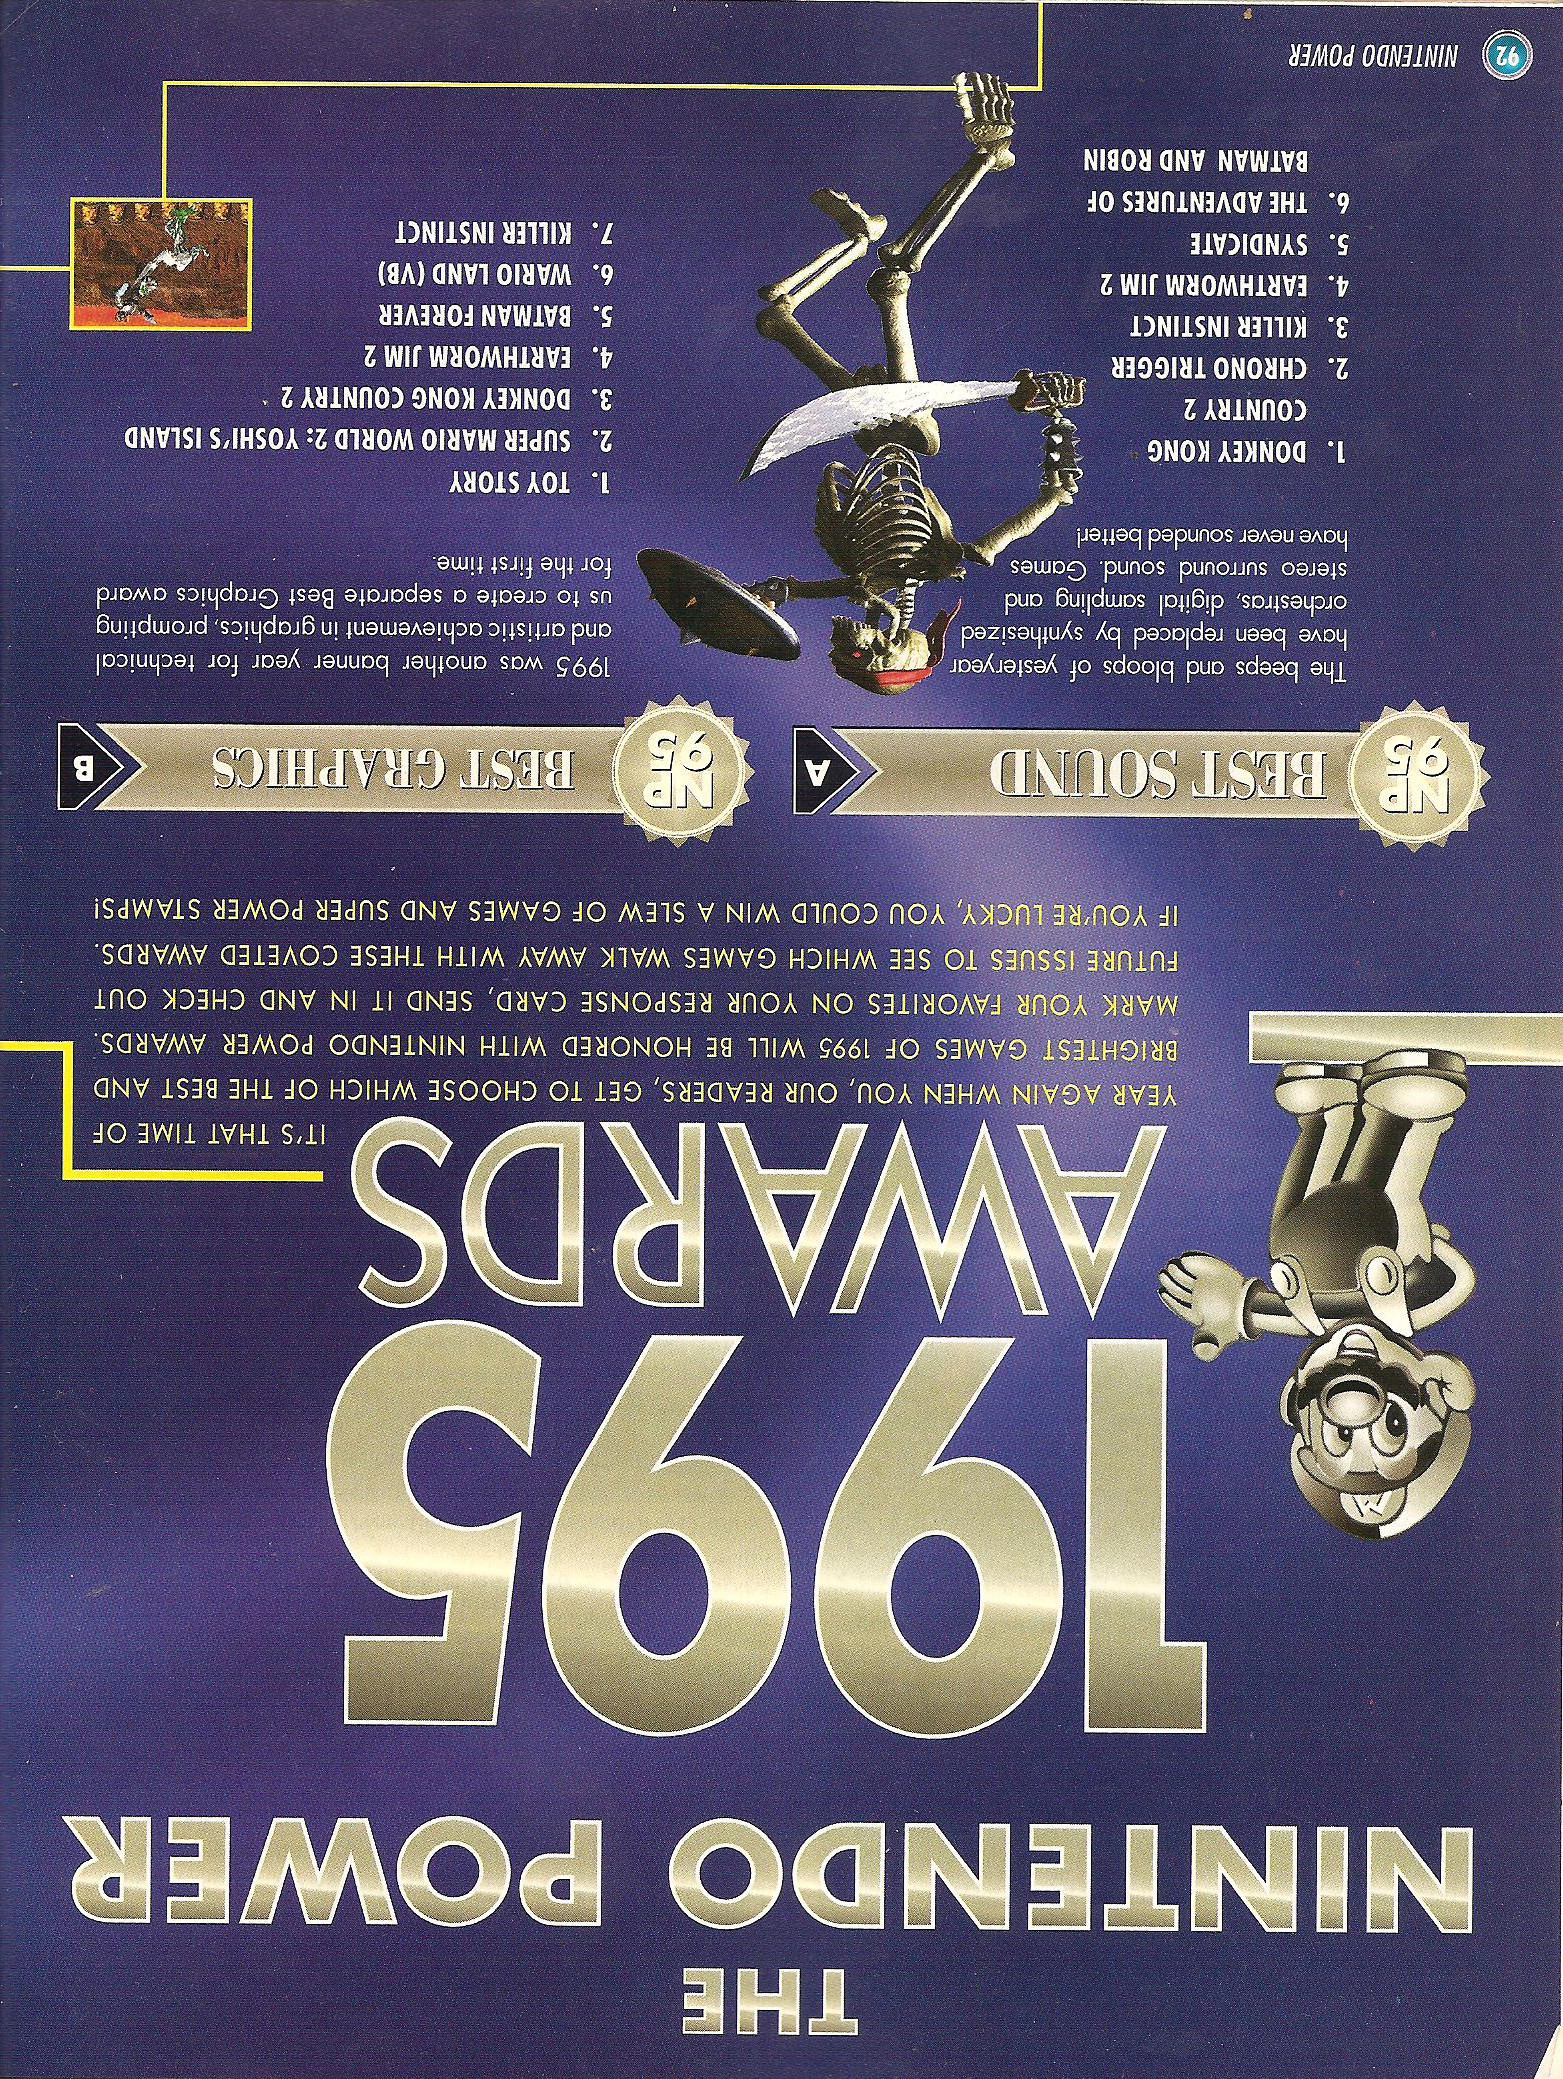 THE
NINTENDO POWER
1995
AWARDS
IT'S THAT TIME OF
YEAR AGAIN WHEN YOU, OUR READERS, GET TO CHOOSE WHICH OF THE BEST AND
BRIGHTEST GAMES OF 1995 WILL BE HONORED WITH NINTENDO POWER AWARDS.
MARK YOUR FAVORITES ON YOUR RESPONSE CARD, SEND IT IN AND CHECK OUT
FUTURE ISSUES TO SEE WHICH GAMES WALK AWAY WITH THESE COVETED AWARDS.
IF YOU'RE LUCKY, YOU COULD WIN A SLEW OF GAMES AND SUPER POWER STAMPS!
M
NP
95
BEST SOUND
A
The beeps and bloops of yesteryear
have been replaced by synthesized
orchestras, digital sampling and
stereo surround sound. Games
have never sounded better!
1. DONKEY KONG
COUNTRY 2
2. CHRONO TRIGGER
3. KILLER INSTINCT
4. EARTHWORM JIM 2
5. SYNDICATE
6. THE ADVENTURES OF
BATMAN AND ROBIN
NP
95
BEST GRAPHICS
B
1995 was another banner year for technical
and artistic achievement in graphics, prompting
us to create a separate Best Graphics award
for the first time.
1. TOY STORY
2. SUPER MARIO WORLD 2: YOSHI'S ISLAND
3. DONKEY KONG COUNTRY 2
4. EARTHWORM JIM 2
5. BATMAN FOREVER
6. WARIO LAND (VB)
7. KILLER INSTINCT
92 NINTENDO POWER